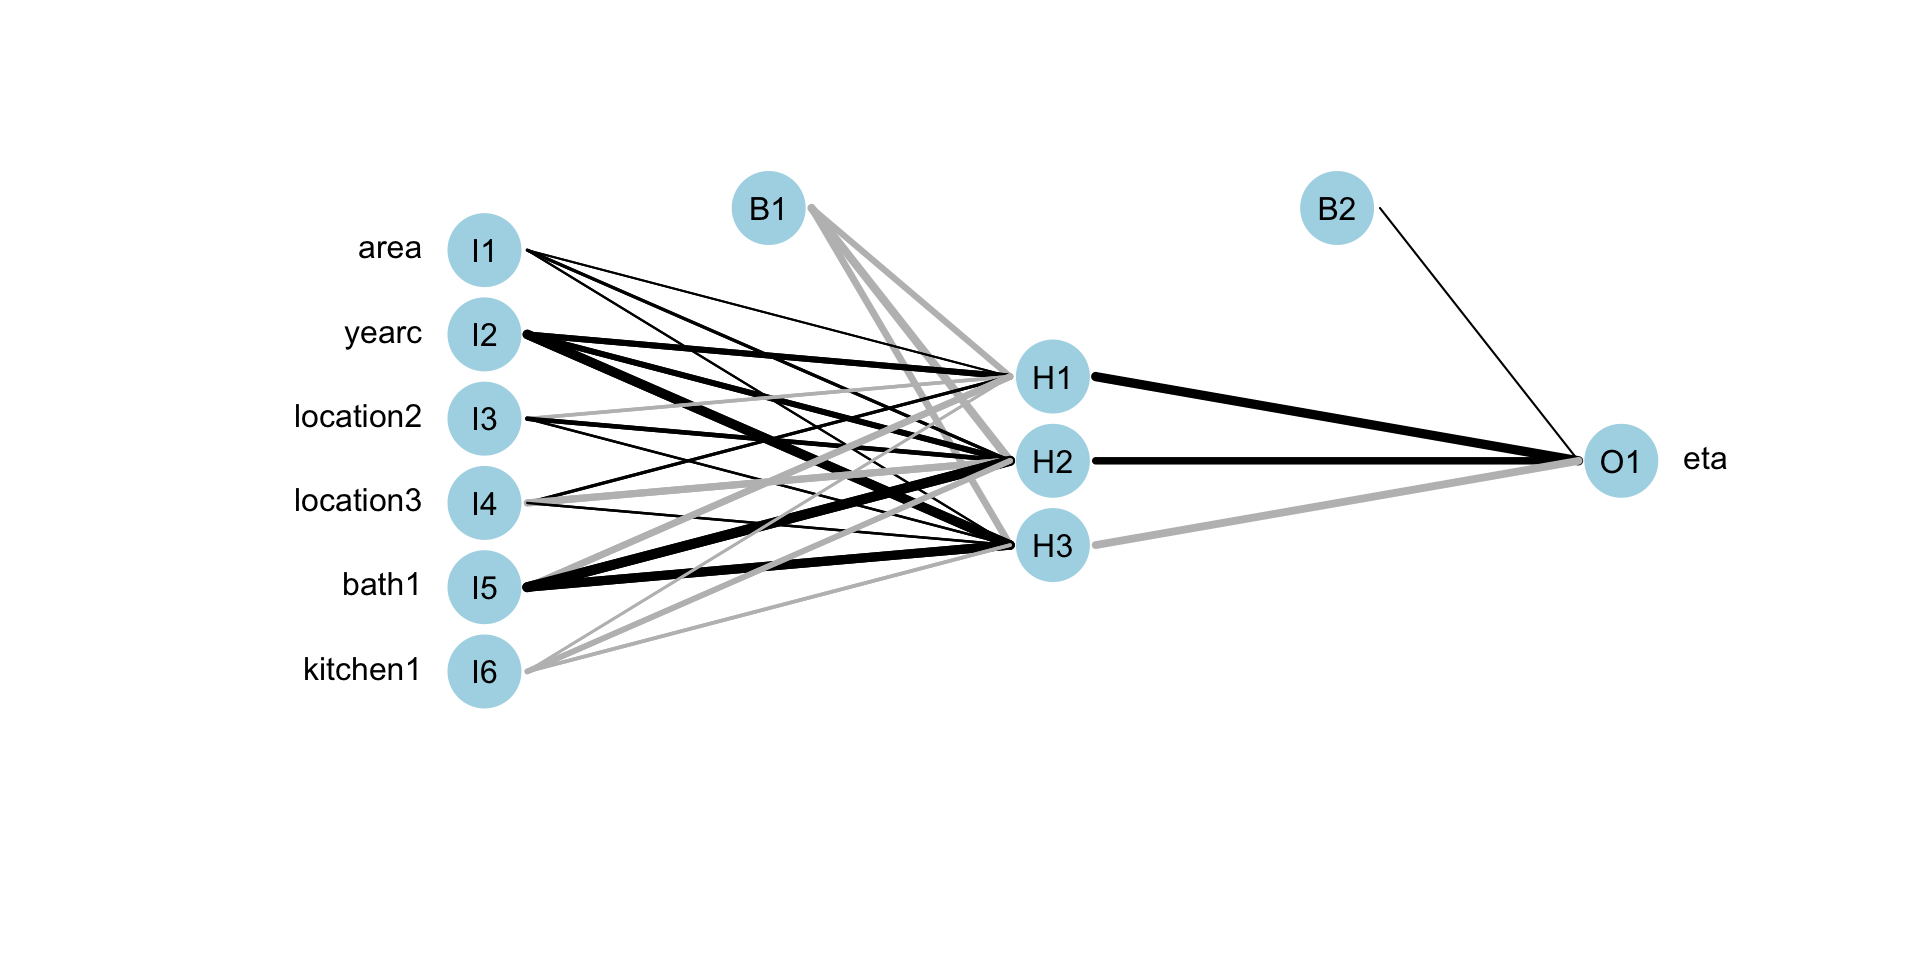 B1
B2
area I1
yearc I2
location2 I3
H1
location3 I4
H2
O1 eta
bath1 I5
H3
kitchen1 I6